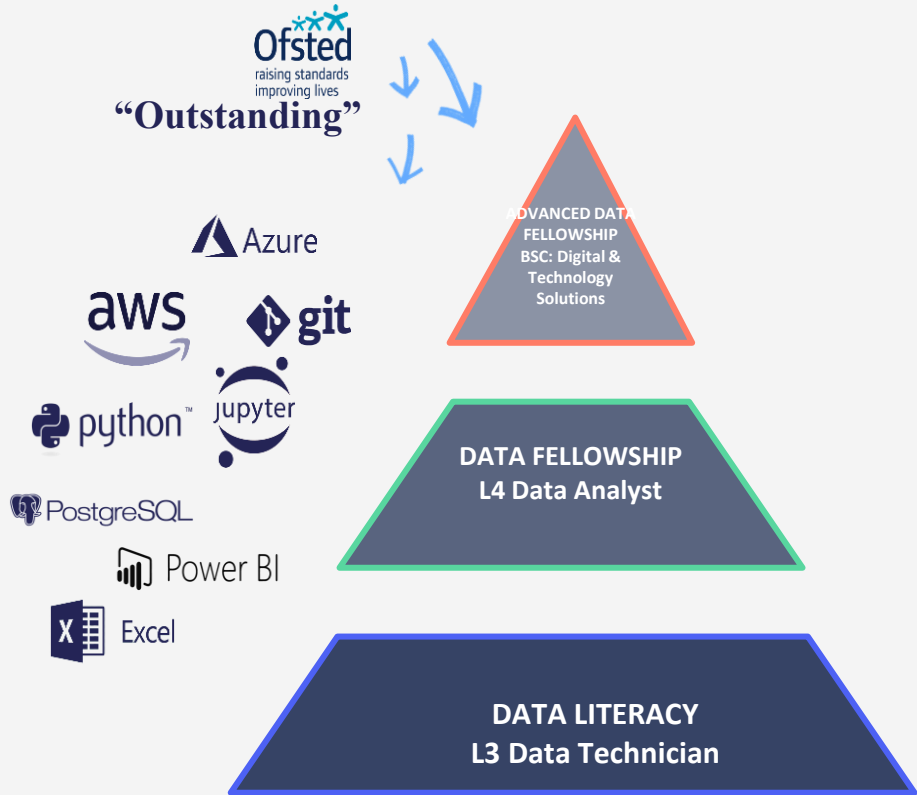 Ofsted
raising standards
improving lives
“Outstanding”
Azure
aws
git
jupyter
python™
PostgreSQL
Power BI
X
Excel
ADVANCED DATA
FELLOWSHIP
BSC: Digital &
Technology
Solutions
DATA FELLOWSHIP
L4 Data Analyst
DATA LITERACY
L3 Data Technician